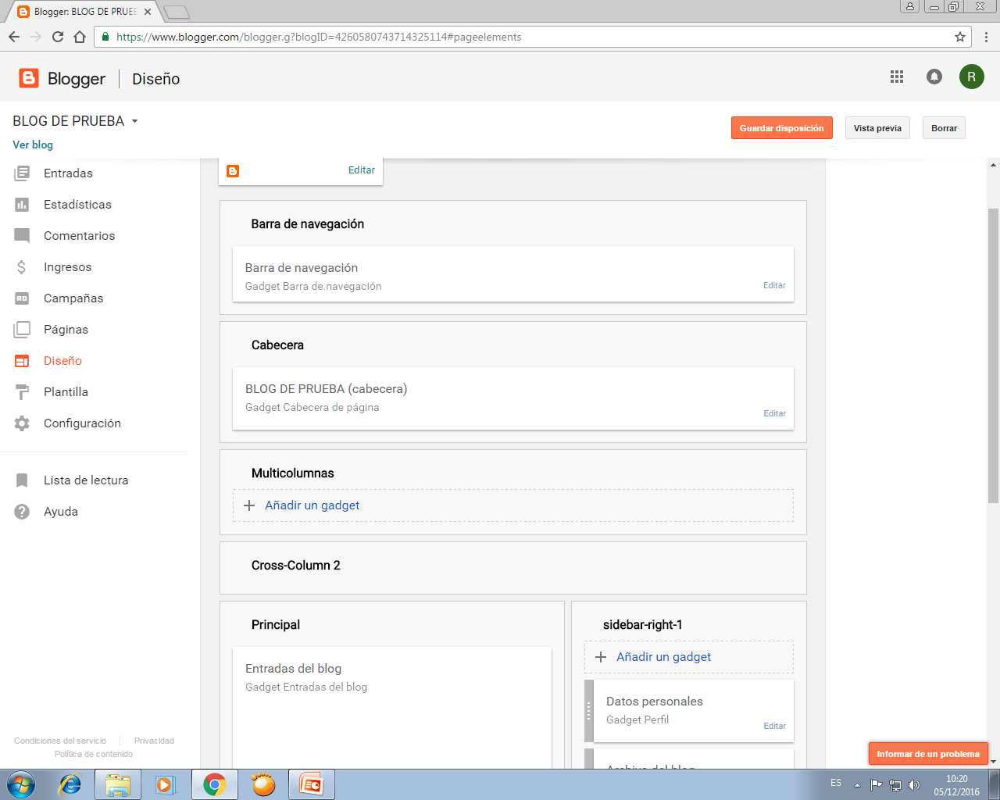 Blogger: BLOG DE PRUEB
https://www.blogger.com/blogger.g?blogID=4260580743714325114#pageelements
Blogger
Diseño
R
BLOG DE PRUEBA
Guardar disposición
Vista previa
Borrar
Ver blog
Entradas
Estadísticas
Comentarios
Ingresos
Campañas
Páginas
Diseño
Plantilla
Configuración
Lista de lectura
Ayuda
Condiciones del servicio
Privacidad
Política de contenido
Editar
Barra de navegación
Barra de navegación
Gadget Barra de navegación
Editar
Cabecera
BLOG DE PRUEBA (cabecera)
Gadget Cabecera de página
Editar
Multicolumnas
Añadir un gadget
Cross-Column 2
Principal
Entradas del blog
Gadget Entradas del blog
sidebar-right-1
Añadir un gadget
Datos personales
Gadget Perfil
Editar
Archivo del blog
Informar de un problema
ES
10:20
05/12/2016